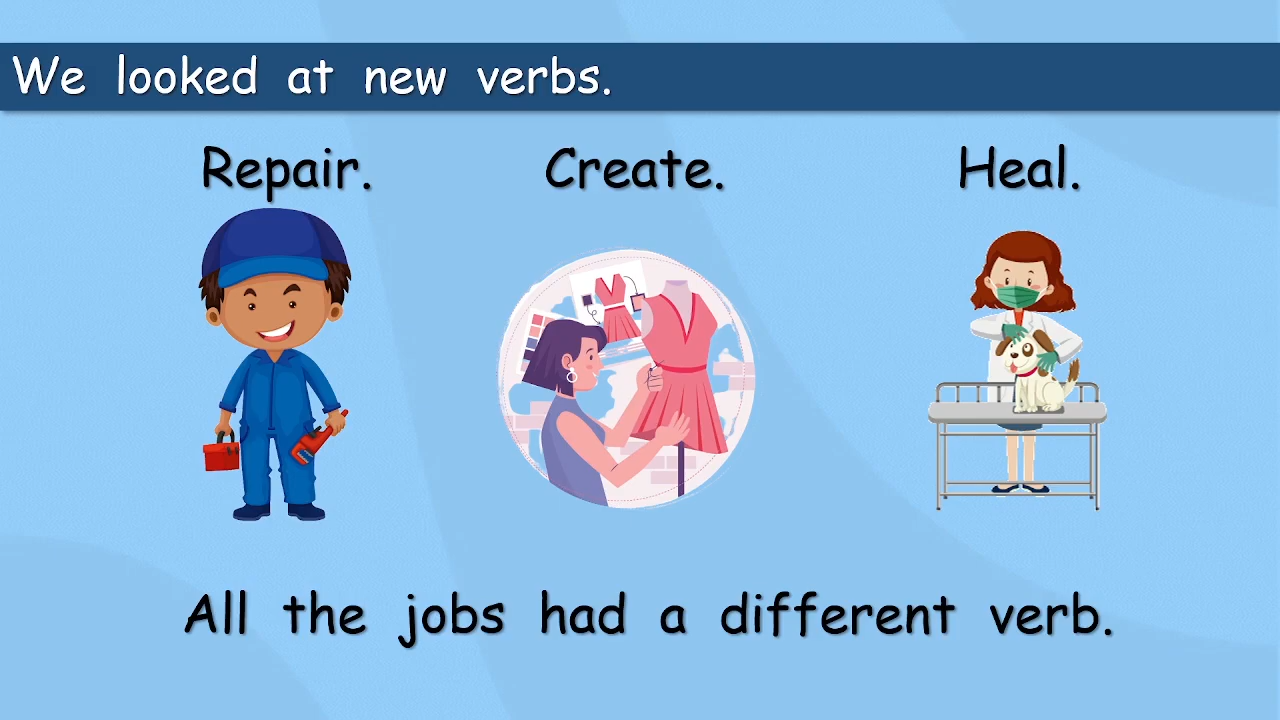 We looked at new verbs.
Repair. Create. Heal.
All the jobs had a different verb.